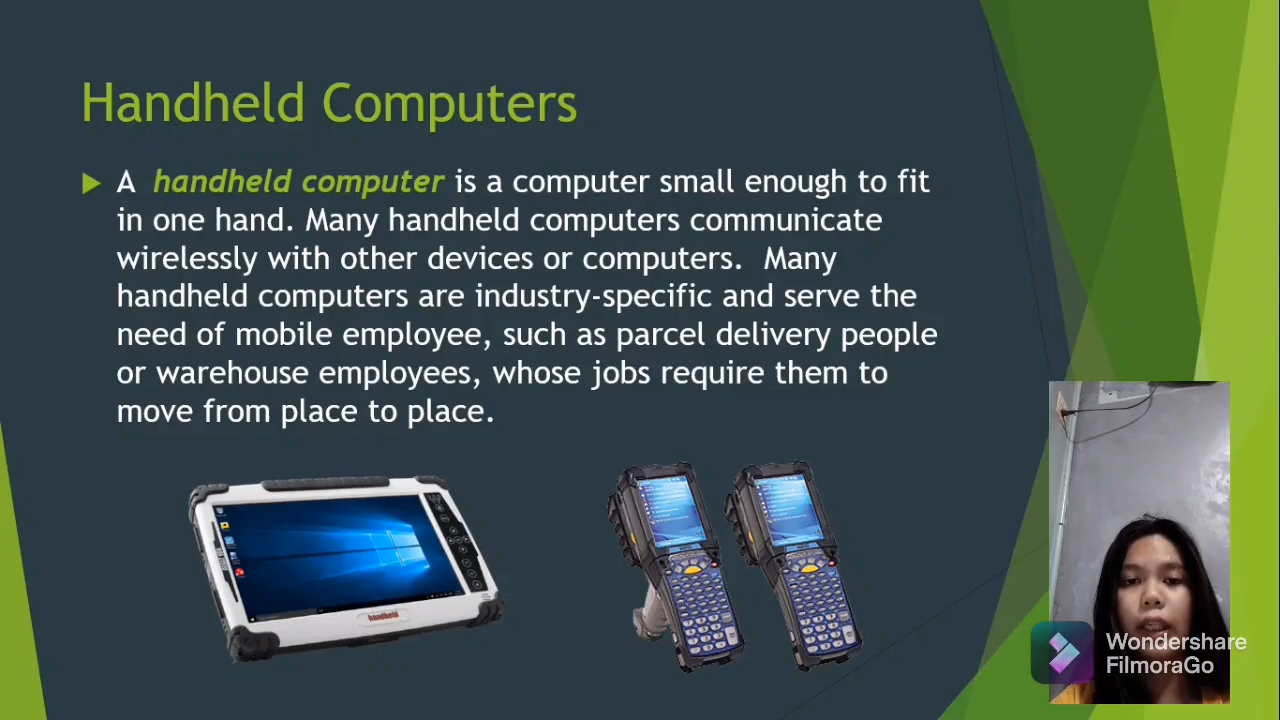 Handheld Computers
A handheld computer is a computer small enough to fit
in one hand. Many handheld computers communicate
wirelessly with other devices or computers. Many
handheld computers are industry-specific and serve the
need of mobile employee, such as parcel delivery people
or warehouse employees, whose jobs require them to
move from place to place.
handheld
Wondershare
FilmoraGo